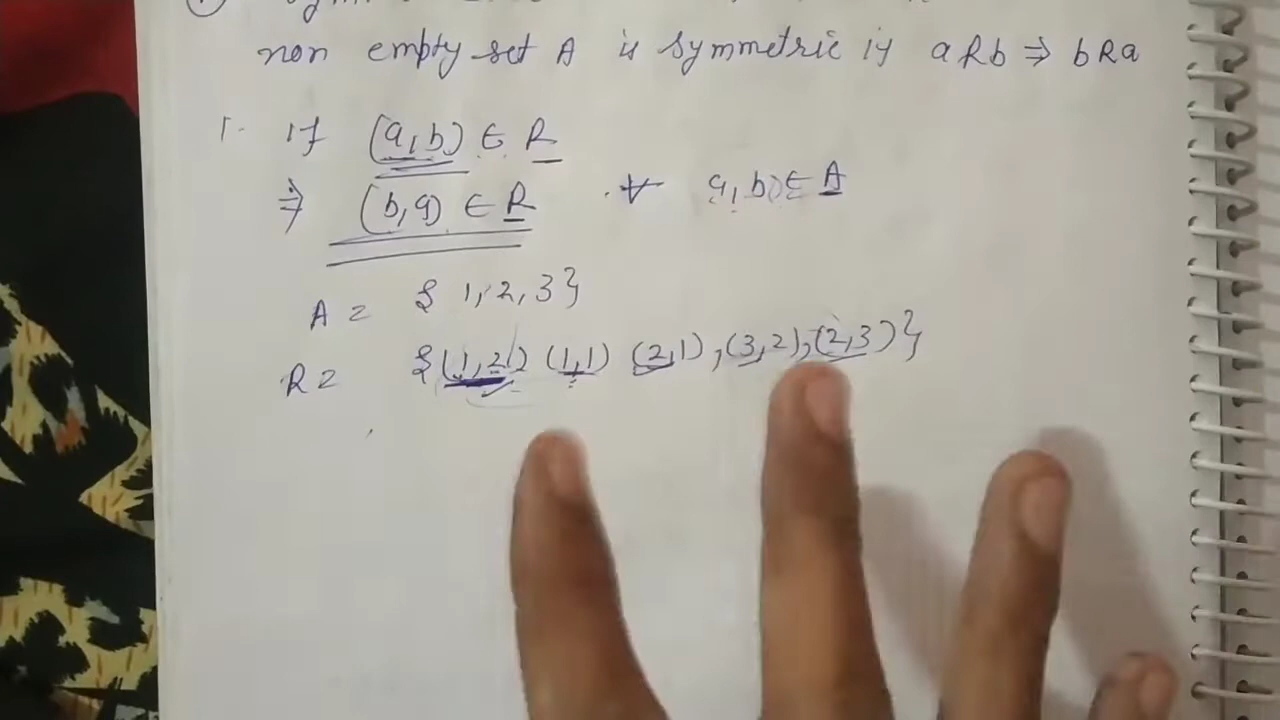 non empty set A is symmetric if aRb ⇒ bRa
1. If (a,b) ∈ R
⇒ (b,a) ∈ R ∀ a,b) ∈ A
A = { 1, 2, 3 }
R = { (1,2) (1,1) (2,1), (3,2), (2,3) }